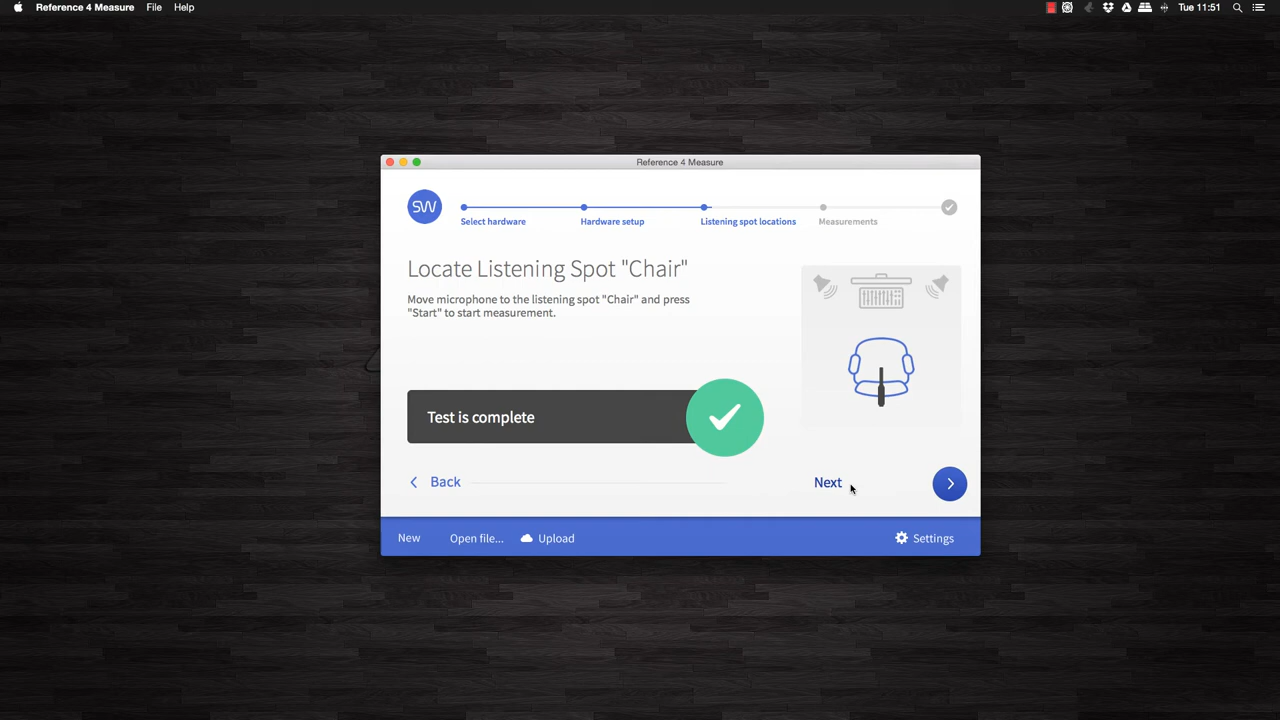 Reference 4 Measure File Help Tue 11:51
Reference 4 Measure
SW
Select hardware Hardware setup Listening spot locations Measurements
Locate Listening Spot "Chair"
Move microphone to the listening spot "Chair" and press
"Start" to start measurement.
Test is complete
Back Next
New Open file... Upload Settings